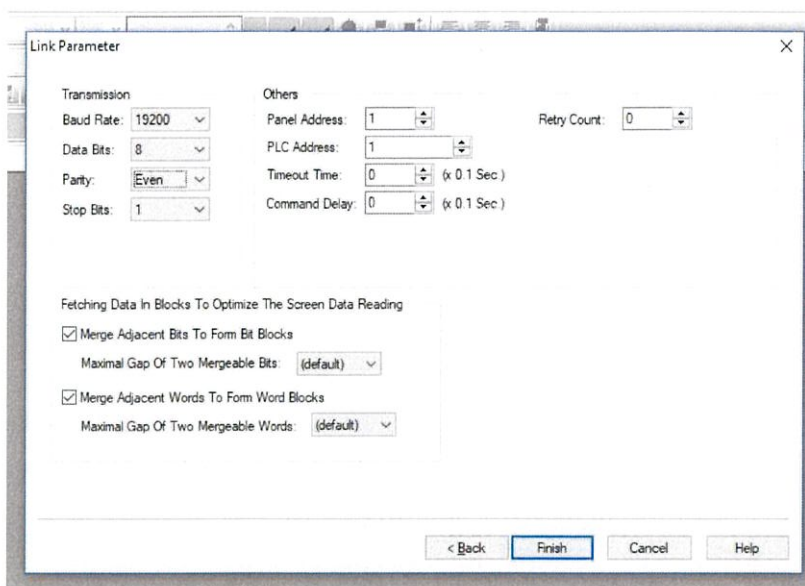 Link Parameter
Transmission
Baud Rate: 19200
Data Bits: 8
Parity: Even
Stop Bits: 1
Others
Panel Address: 1
PLC Address: 1
Timeout Time: 0 (x 0.1 Sec )
Command Delay: 0 (x 0.1 Sec )
Retry Count: 0
Fetching Data In Blocks To Optimize The Screen Data Reading
Merge Adjacent Bits To Form Bit Blocks
Maximal Gap Of Two Mergeable Bits: (default)
Merge Adjacent Words To Form Word Blocks
Maximal Gap Of Two Mergeable Words: (default)
< Back Finish Cancel Help